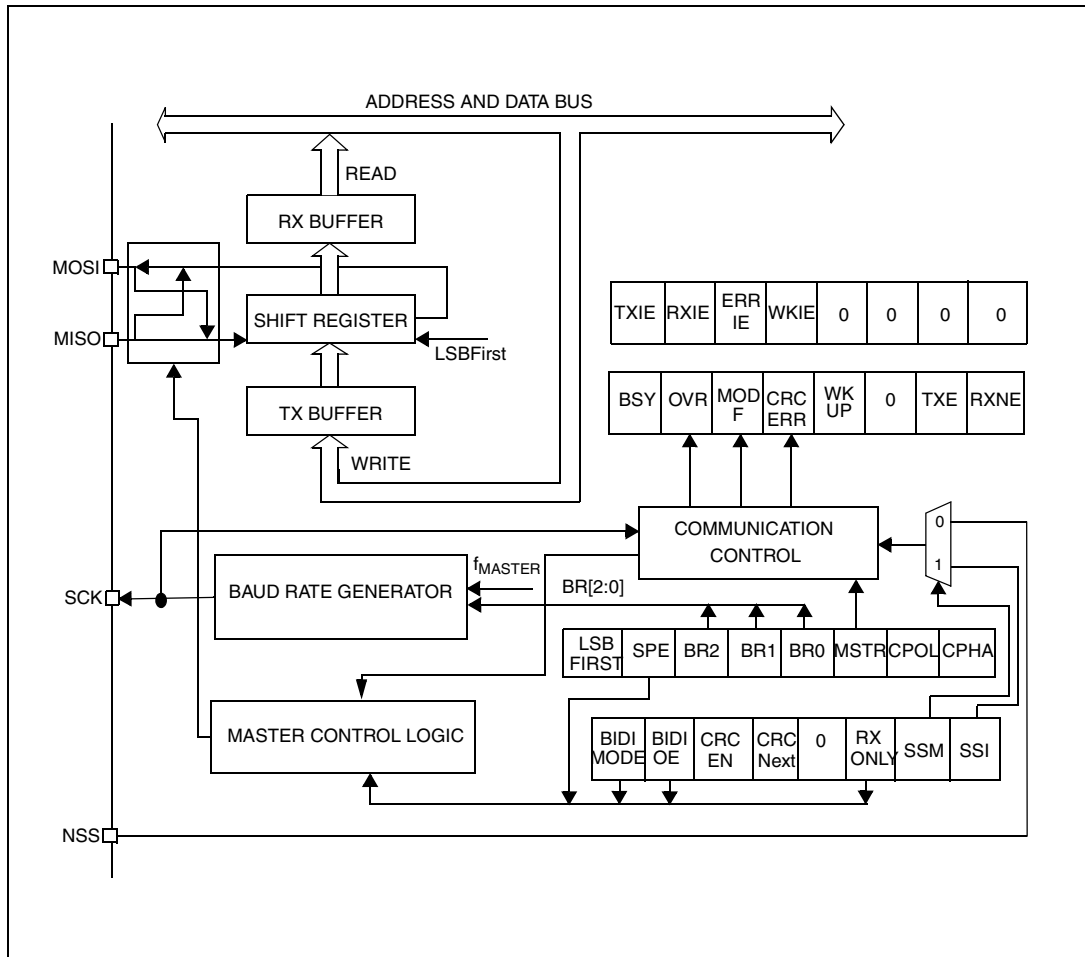 ADDRESS AND DATA BUS
READ
RX BUFFER
MOSI
SHIFT REGISTER
MISO
LSBFirst
TX BUFFER
WRITE
TXIE RXIE ERR IE WKIE 0 0 0 0
BSY OVR MOD F CRC ERR WK UP 0 TXE RXNE
COMMUNICATION
CONTROL
0
1
fMASTER
BAUD RATE GENERATOR
BR[2:0]
SCK
LSB FIRST SPE BR2 BR1 BR0 MSTR CPOL CPHA
MASTER CONTROL LOGIC
BIDI MODE BIDI OE CRC EN CRC Next 0 RX ONLY SSM SSI
NSS